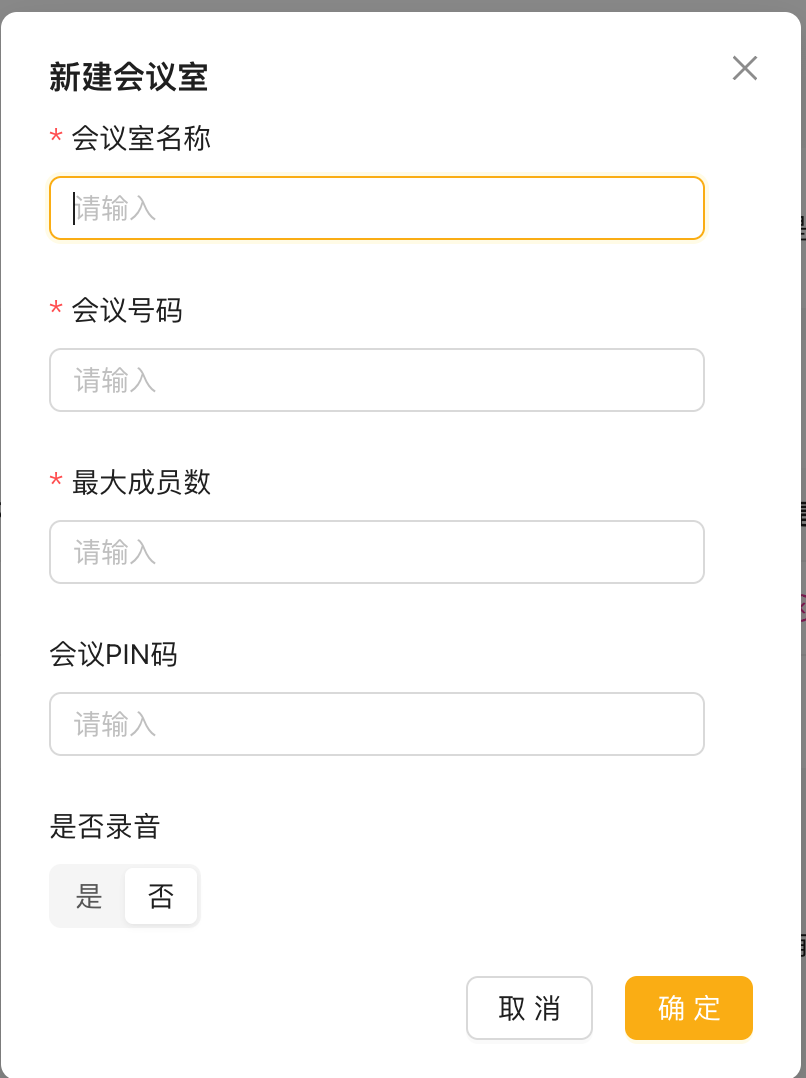 新建会议室
* 会议室名称
请输入
* 会议号码
请输入
* 最大成员数
请输入
会议PIN码
请输入
是否录音
是 否
取 消 确 定